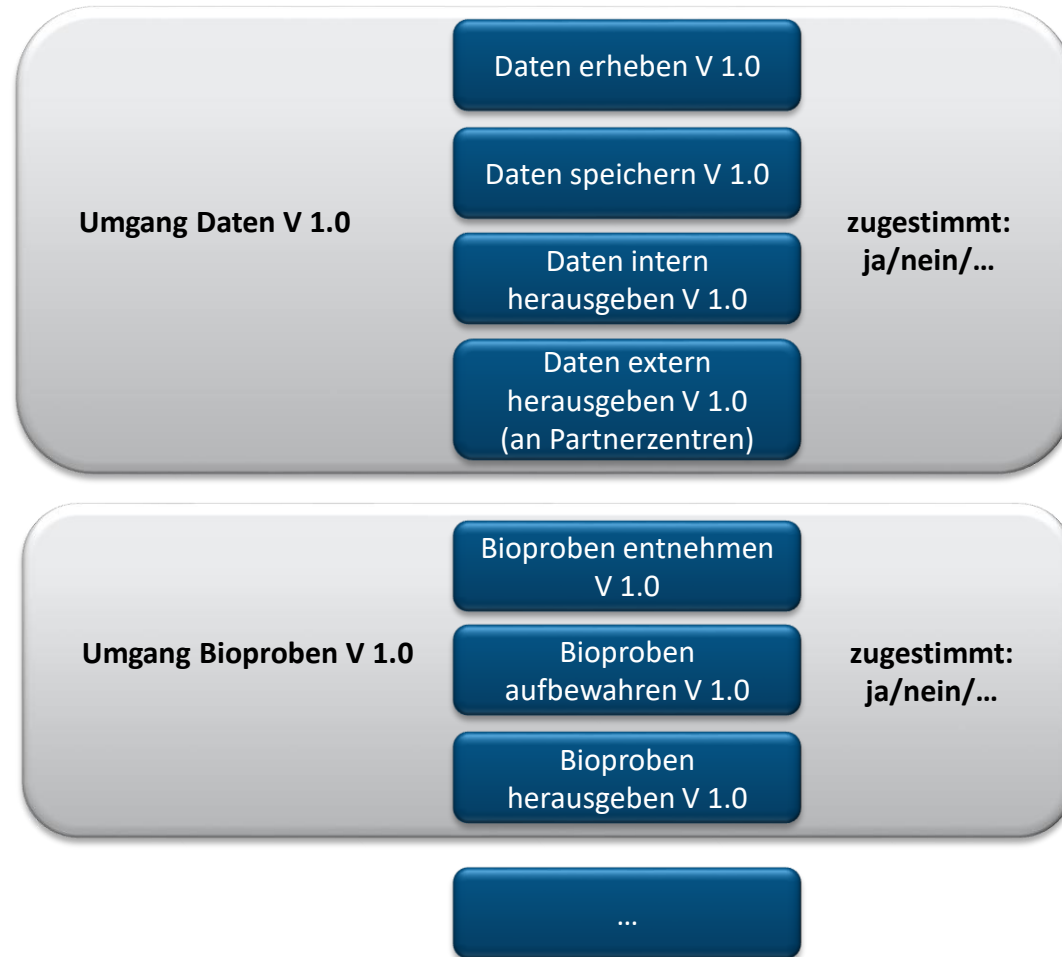 Daten erheben V 1.0
Daten speichern V 1.0
Umgang Daten V 1.0
Daten intern
herausgeben V 1.0
Daten extern
herausgeben V 1.0
(an Partnerzentren)
zugestimmt:
ja/nein/…
Bioproben entnehmen
V 1.0
Umgang Bioproben V 1.0
Bioproben
aufbewahren V 1.0
Bioproben
herausgeben V 1.0
zugestimmt:
ja/nein/…
…